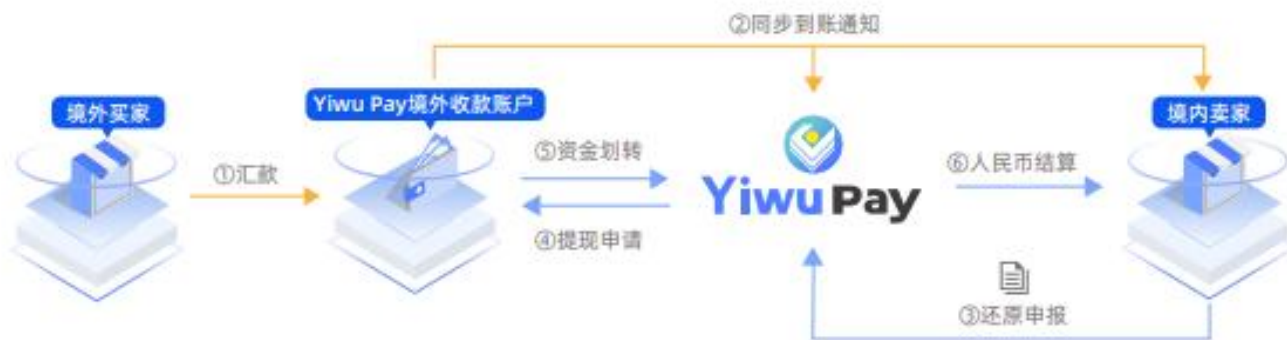 ②同步到账通知
境外买家
Yiwu Pay境外收款账户
境内卖家
①汇款
⑤资金划转
④提现申请
Yiwu Pay
⑥人民币结算
③还原申报